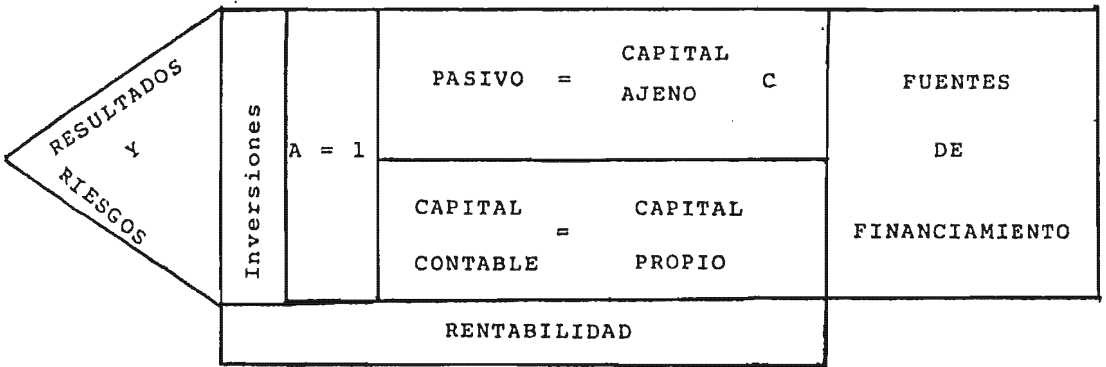 RESULTADOS
Y
RIESGOS
Inversiones
A = 1
PASIVO = CAPITAL AJENO C
CAPITAL CONTABLE = CAPITAL PROPIO
FUENTES
DE
FINANCIAMIENTO
RENTABILIDAD